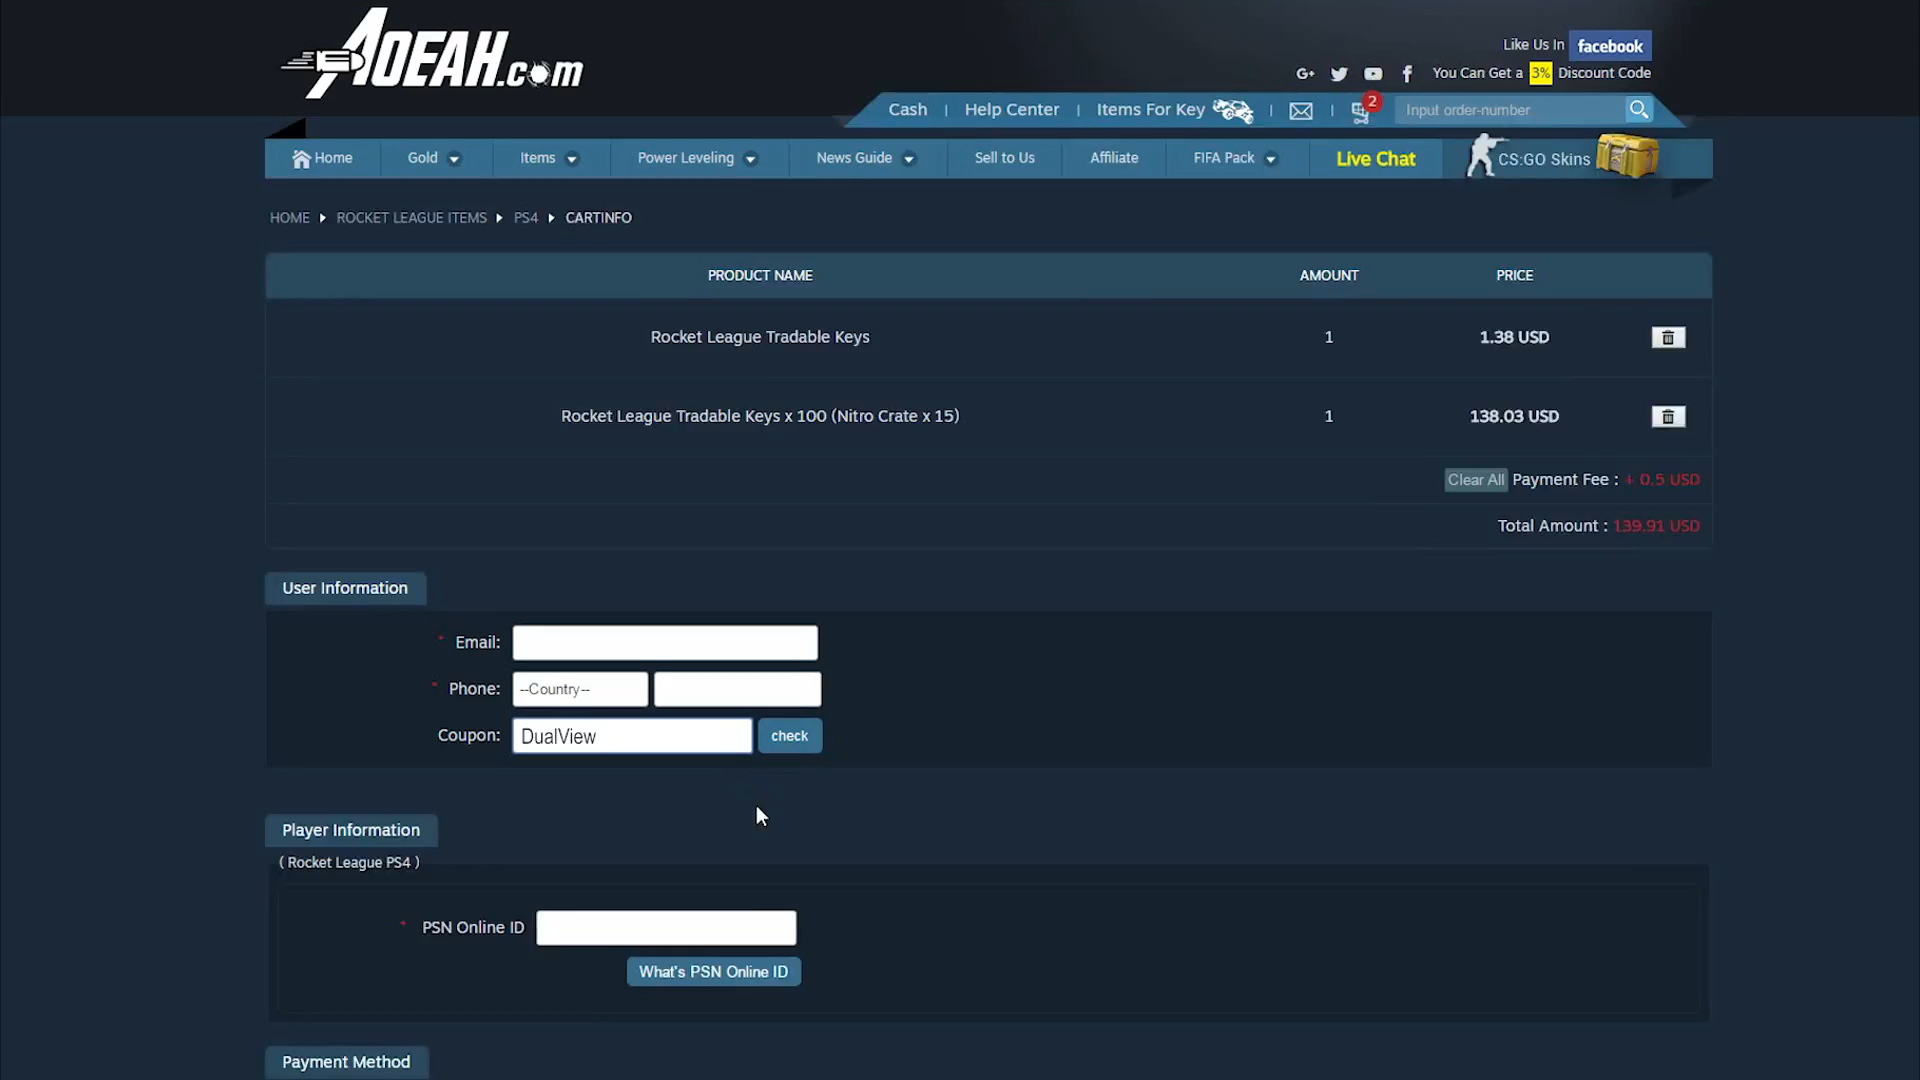 AOEAH.com
Like Us In facebook
You Can Get a 3% Discount Code
Cash | Help Center | Items For Key | | 2 Input order-number
Home Gold Items Power Leveling News Guide Sell to Us Affiliate FIFA Pack Live Chat CS:GO Skins
HOME ROCKET LEAGUE ITEMS PS4 CARTINFO
PRODUCT NAME AMOUNT PRICE
Rocket League Tradable Keys 1 1.38 USD
Rocket League Tradable Keys x 100 (Nitro Crate x 15) 1 138.03 USD
Clear All Payment Fee : + 0.5 USD
Total Amount : 139.91 USD
User Information
* Email:
* Phone: --Country--
Coupon: DualView check
Player Information
( Rocket League PS4 )
* PSN Online ID
What's PSN Online ID
Payment Method